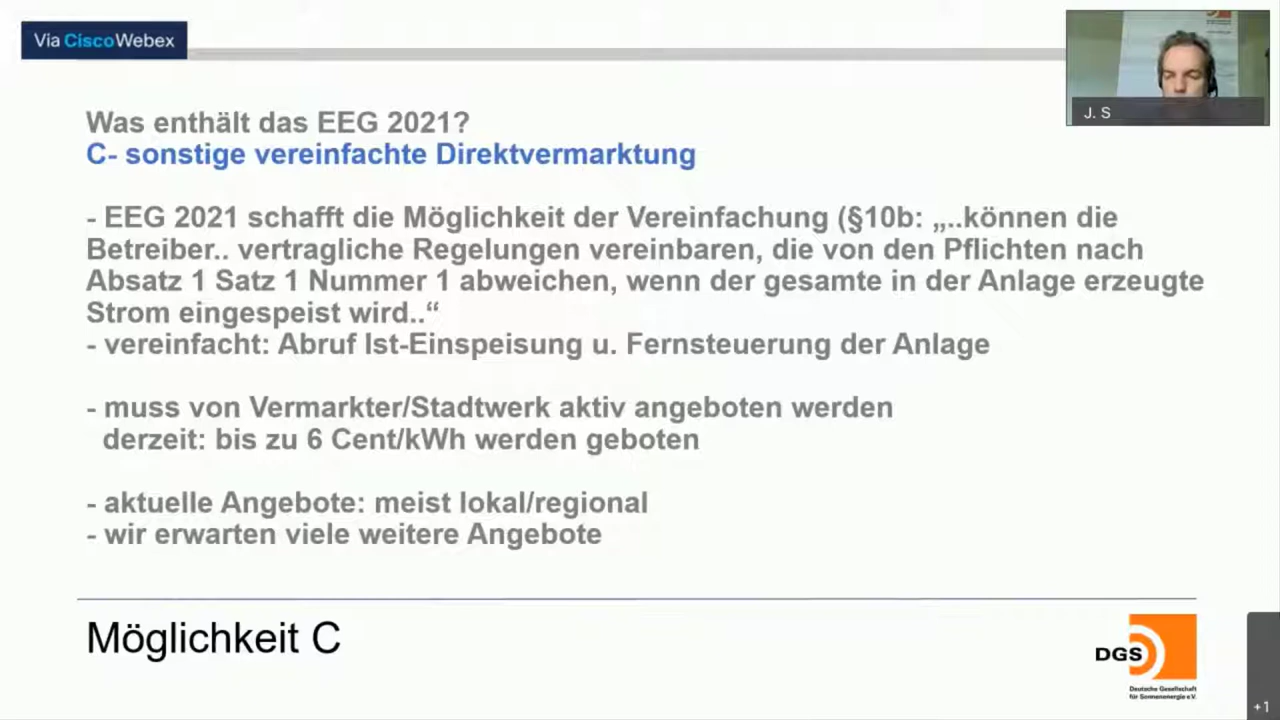 Via Cisco Webex
J. S
Was enthält das EEG 2021?
C- sonstige vereinfachte Direktvermarktung
- EEG 2021 schafft die Möglichkeit der Vereinfachung (§10b: „..können die
Betreiber.. vertragliche Regelungen vereinbaren, die von den Pflichten nach
Absatz 1 Satz 1 Nummer 1 abweichen, wenn der gesamte in der Anlage erzeugte
Strom eingespeist wird..“
- vereinfacht: Abruf Ist-Einspeisung u. Fernsteuerung der Anlage
- muss von Vermarkter/Stadtwerk aktiv angeboten werden
derzeit: bis zu 6 Cent/kWh werden geboten
- aktuelle Angebote: meist lokal/regional
- wir erwarten viele weitere Angebote
Möglichkeit C
DGS
Deutsche Gesellschaft
für Sonnenenergie e.V.
+1